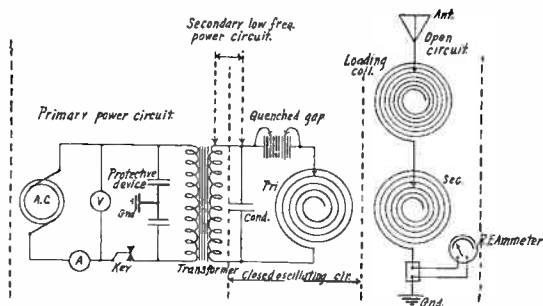 Ant.
Secondary low freq.
power circuit.
Open
circuit
Loading
coil.
Primary power circuit.
Quenched gap
Protective
device
A.C.
V
Gnd
Pri
Sec.
Cond.
R.F. Ammeter
A
Key
Transformer
Closed oscillating cir.
Gnd.